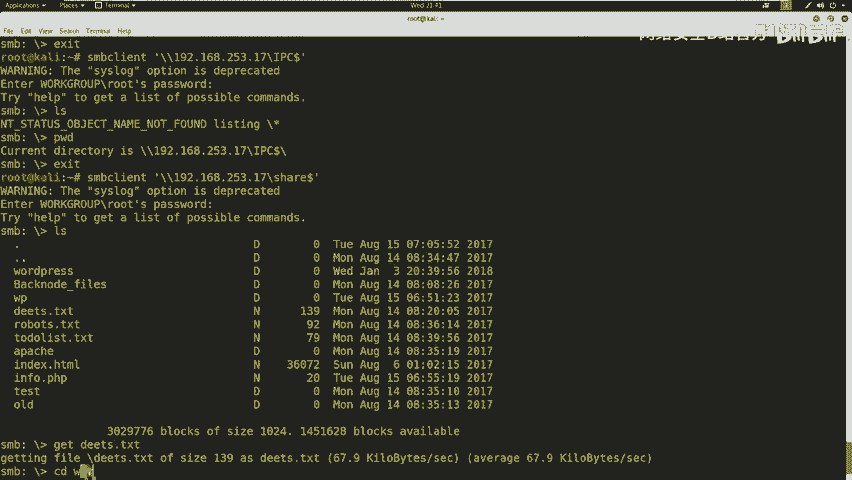 Applications Places Terminal Wed 21:41
root@kali: ~
File Edit View Search Terminal Help
smb: \> exit
root@kali:~# smbclient '\\192.168.253.17\IPC$'
WARNING: The "syslog" option is deprecated
Enter WORKGROUP\root's password:
Try "help" to get a list of possible commands.
smb: \> ls
NT_STATUS_OBJECT_NAME_NOT_FOUND listing \*
smb: \> pwd
Current directory is \\192.168.253.17\IPC$\
smb: \> exit
root@kali:~# smbclient '\\192.168.253.17\share$'
WARNING: The "syslog" option is deprecated
Enter WORKGROUP\root's password:
Try "help" to get a list of possible commands.
smb: \> ls
. D 0 Tue Aug 15 07:05:52 2017
.. D 0 Mon Aug 14 08:34:47 2017
wordpress D 0 Wed Jan 3 20:39:56 2018
Backnode_files D 0 Mon Aug 14 08:08:26 2017
wp D 0 Tue Aug 15 06:51:23 2017
deets.txt N 139 Mon Aug 14 08:20:05 2017
robots.txt N 92 Mon Aug 14 08:36:14 2017
todolist.txt N 79 Mon Aug 14 08:39:56 2017
apache D 0 Mon Aug 14 08:35:19 2017
index.html N 36072 Sun Aug 6 01:02:15 2017
info.php N 20 Tue Aug 15 06:55:19 2017
test D 0 Mon Aug 14 08:35:10 2017
old D 0 Mon Aug 14 08:35:13 2017
3029776 blocks of size 1024. 1451628 blocks available
smb: \> get deets.txt
getting file \deets.txt of size 139 as deets.txt (67.9 KiloBytes/sec) (average 67.9 KiloBytes/sec)
smb: \> cd w